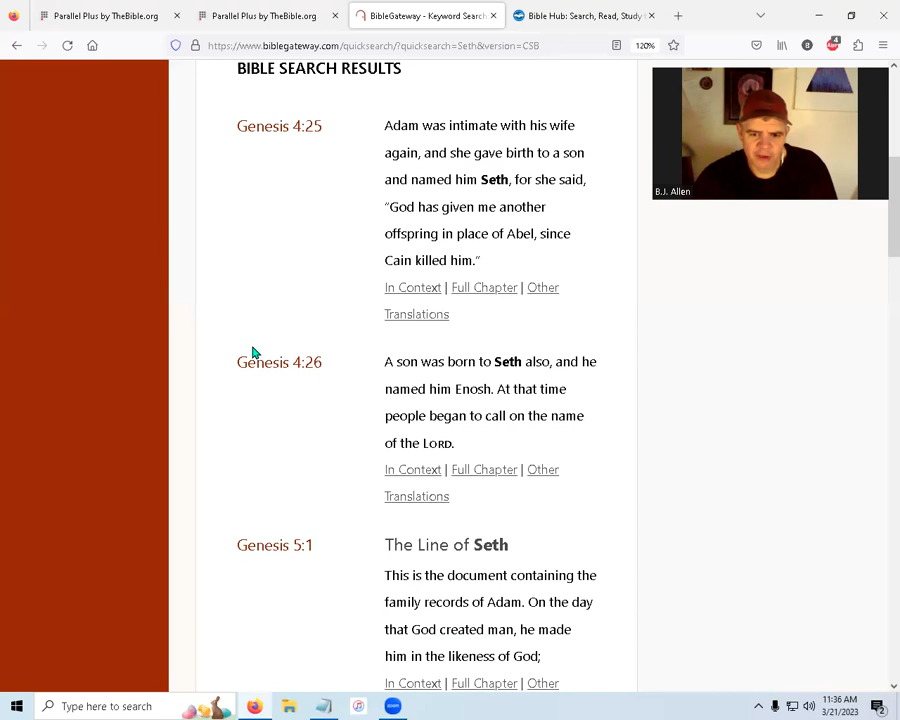 Parallel Plus by TheBible.org
Parallel Plus by TheBible.org
BibleGateway - Keyword Search:
Bible Hub: Search, Read, Study t
https://www.biblegateway.com/quicksearch/?quicksearch=Seth&version=CSB
120%
8
4
BIBLE SEARCH RESULTS
Genesis 4:25
Adam was intimate with his wife
again, and she gave birth to a son
and named him Seth, for she said,
“God has given me another
offspring in place of Abel, since
Cain killed him.”
In Context | Full Chapter | Other
Translations
Genesis 4:26
A son was born to Seth also, and he
named him Enosh. At that time
people began to call on the name
of the LORD.
In Context | Full Chapter | Other
Translations
Genesis 5:1
The Line of Seth
This is the document containing the
family records of Adam. On the day
that God created man, he made
him in the likeness of God;
In Context | Full Chapter | Other
B.J. Allen
Type here to search
zoom
11:36 AM
3/21/2023
2